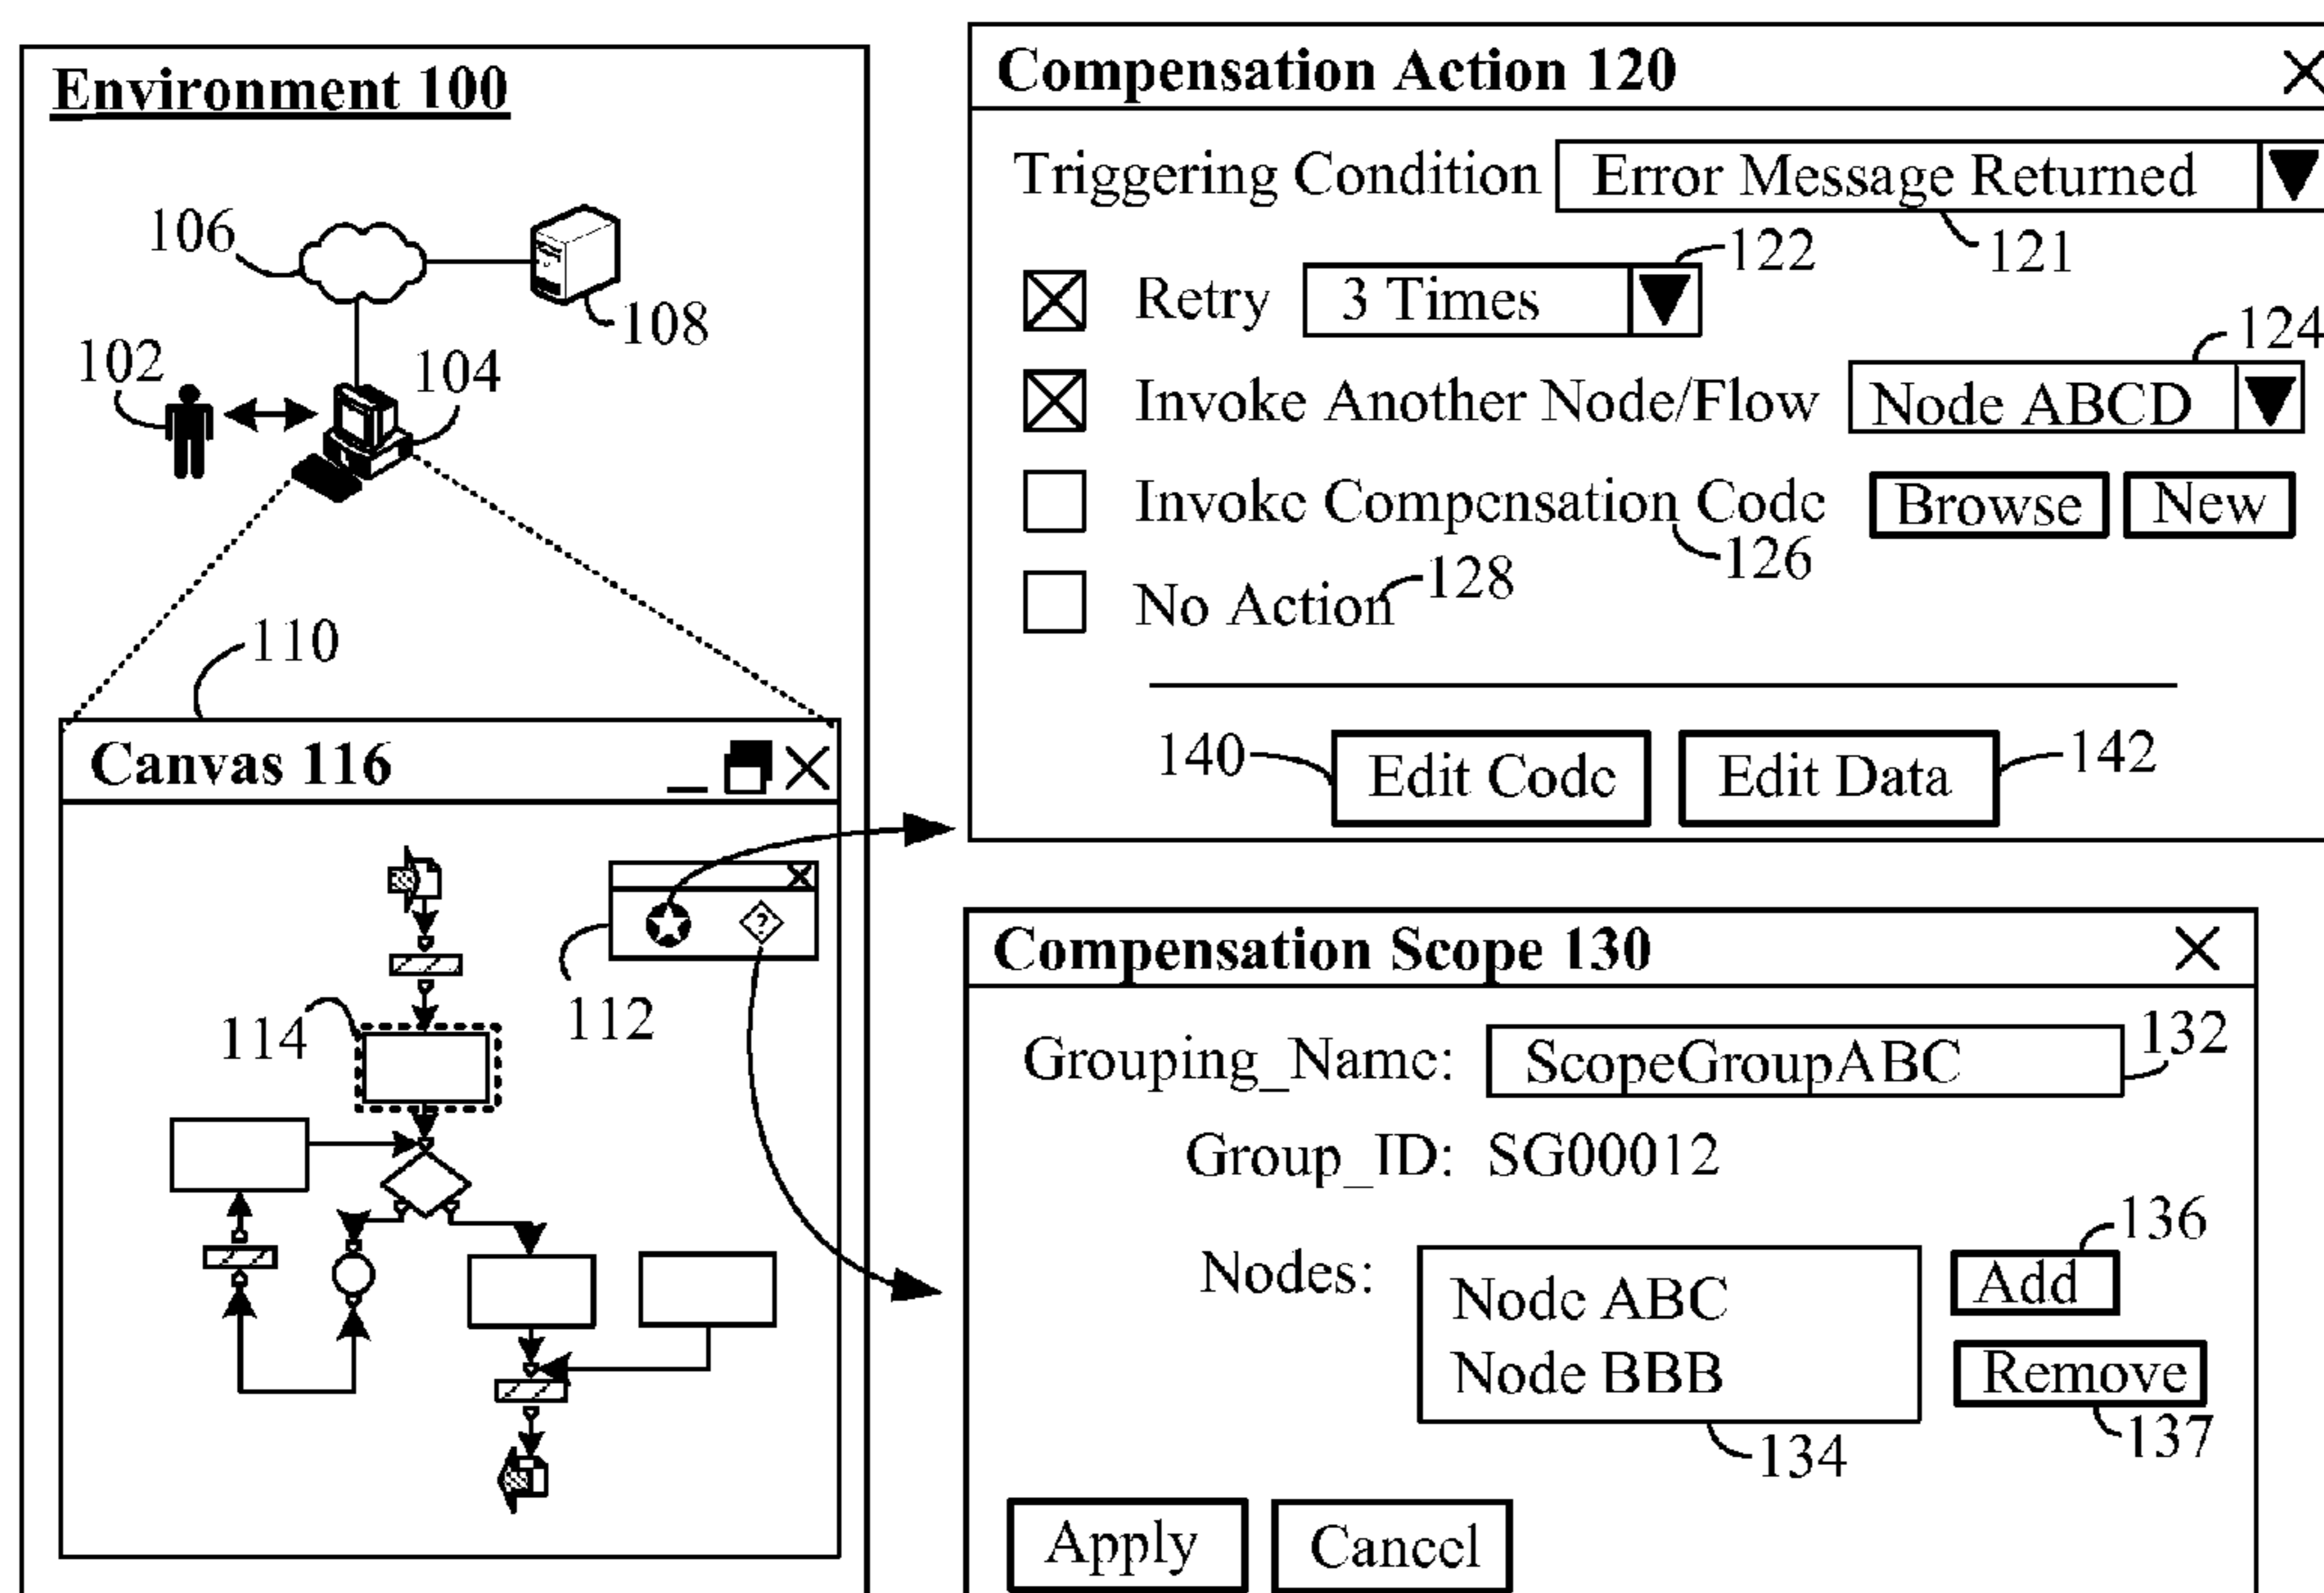 Environment 100
106
108
102
104
110
Canvas 116
112
114
Compensation Action 120
Triggering Condition Error Message Returned
121
122
Retry 3 Times
124
Invoke Another Node/Flow Node ABCD
Invoke Compensation Code Browse New
126
No Action 128
140 Edit Code Edit Data 142
Compensation Scope 130
Grouping_Name: ScopeGroupABC 132
Group_ID: SG00012
136
Nodes: Node ABC Add
Node BBB Remove
134 137
Apply Cancel
?